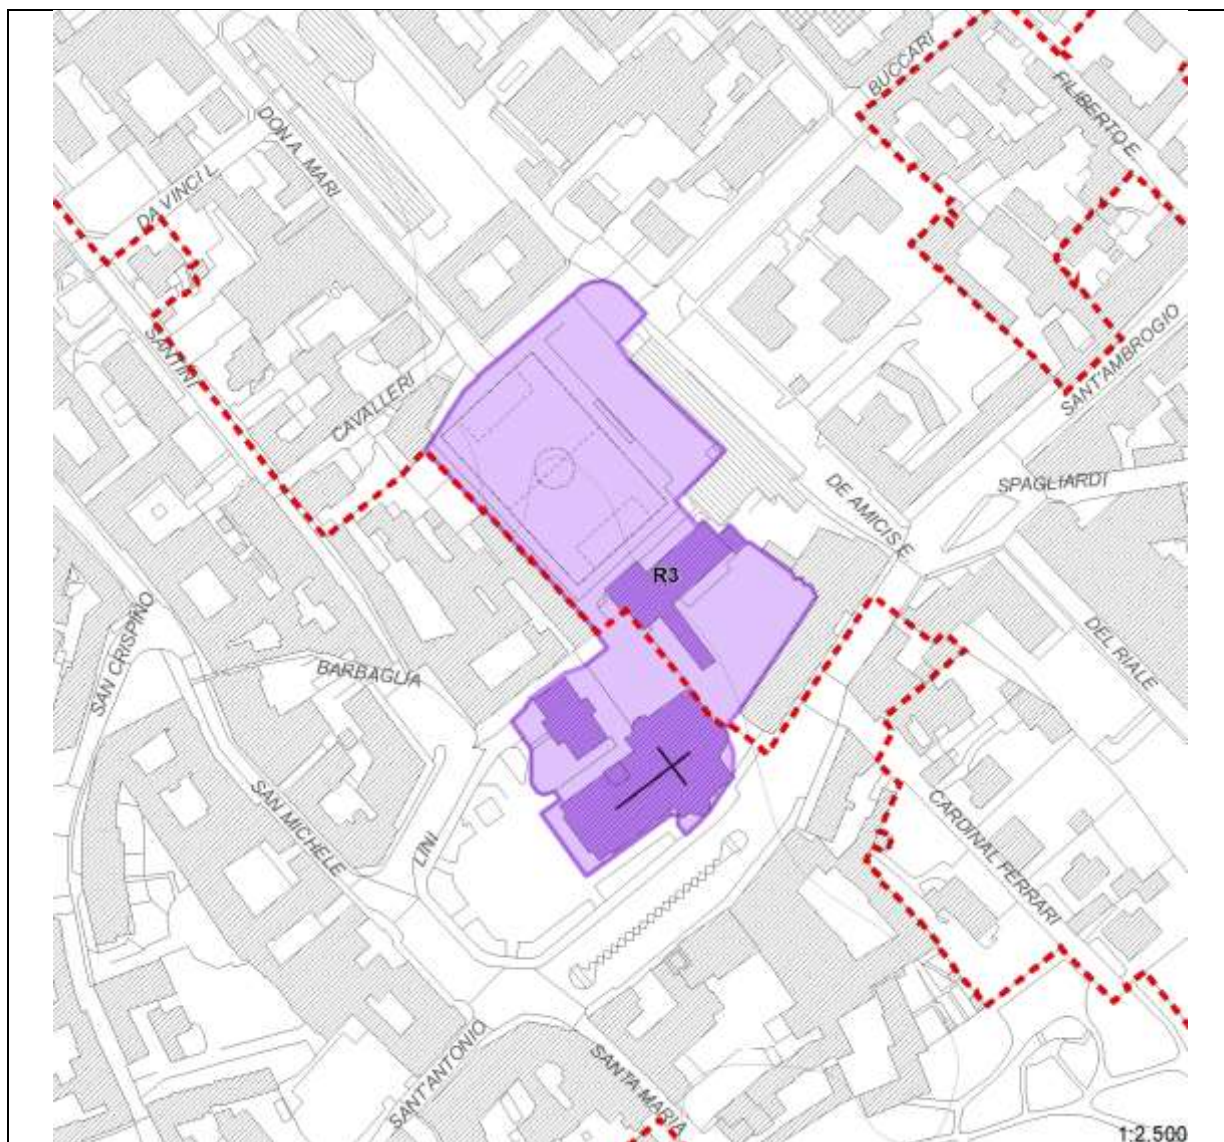 BUCCARI
FILIBERTO E
DON A. MARI
DA VINCI L
SANT'AMBROGIO
SANTINI
CAVALLERI
SPAGLIARDI
DE AMICIS E
R3
SAN CRISPINO
DEL RIALE
BARBAGLIA
SAN MICHELE
LINI
CARDINAL FERRARI
SANT'ANTONIO
SANTA MARIA
1:2.500